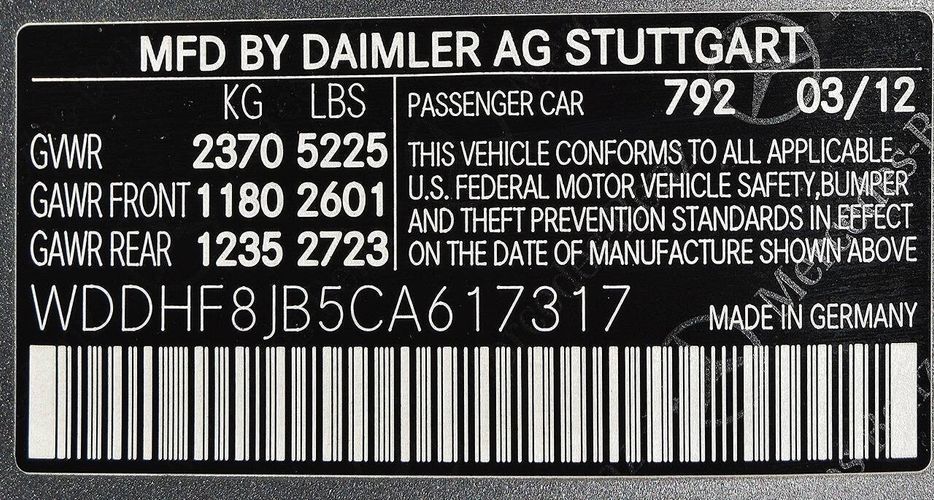 MFD BY DAIMLER AG STUTTGART
KG LBS
GVWR 2370 5225
GAWR FRONT 1180 2601
GAWR REAR 1235 2723
PASSENGER CAR 792 03/12
THIS VEHICLE CONFORMS TO ALL APPLICABLE
U.S. FEDERAL MOTOR VEHICLE SAFETY,BUMPER
AND THEFT PREVENTION STANDARDS IN EFFECT
ON THE DATE OF MANUFACTURE SHOWN ABOVE
WDDHF8JB5CA617317
MADE IN GERMANY